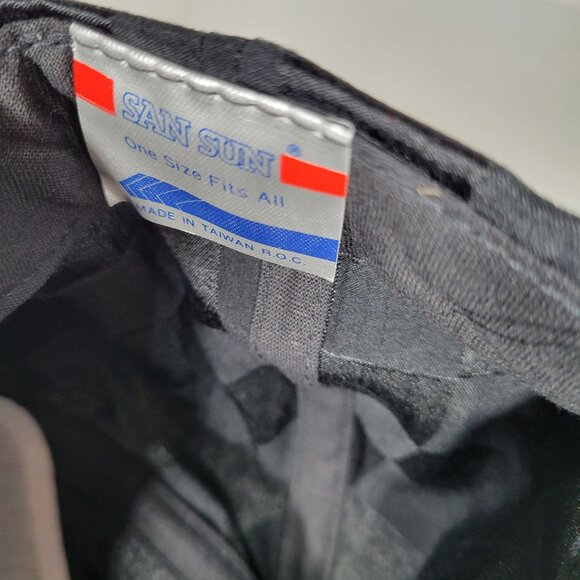 SAN SUN®
One Size Fits All
MADE IN TAIWAN R.O.C.